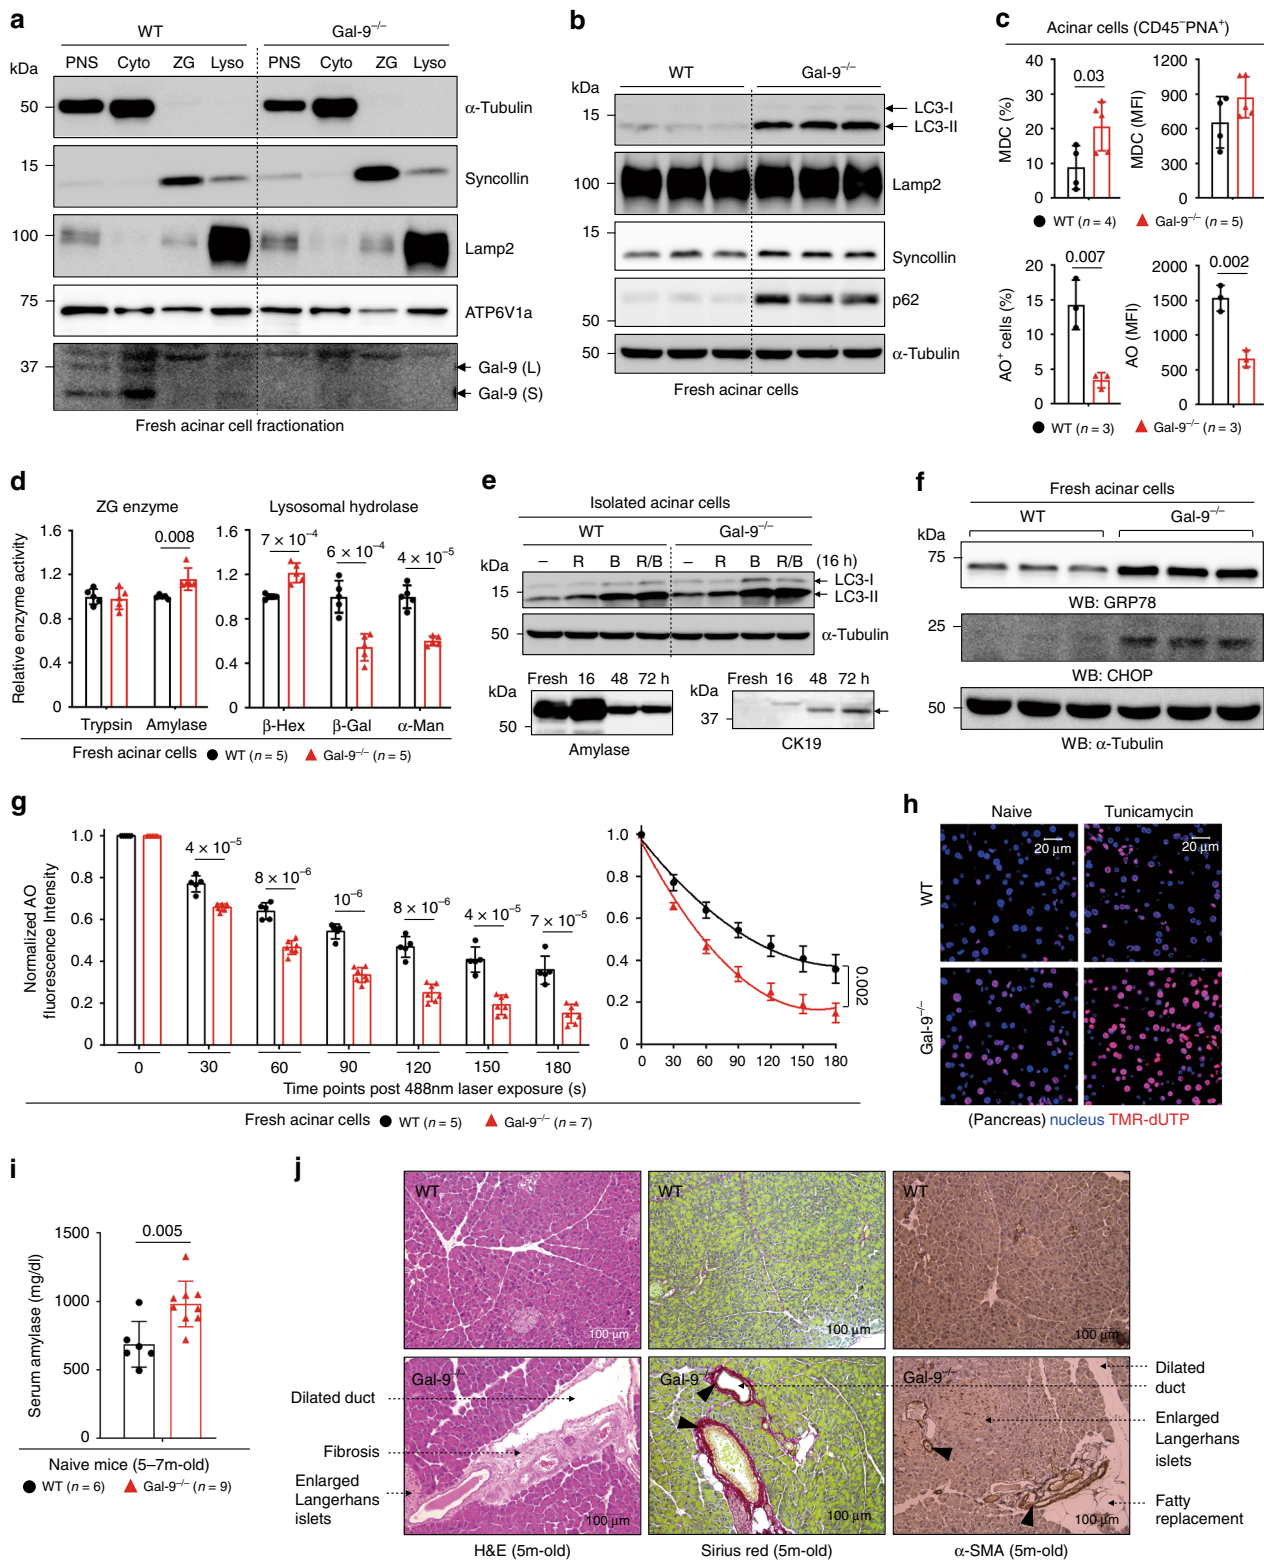 a
WT Gal-9⁻/⁻
kDa PNS Cyto ZG Lyso PNS Cyto ZG Lyso
50 α-Tubulin
15 Syncollin
100 Lamp2
75 ATP6V1a
37 Gal-9 (L)
Gal-9 (S)
Fresh acinar cell fractionation
b
WT Gal-9⁻/⁻
kDa
15 LC3-I
LC3-II
100 Lamp2
15
Syncollin
p62
50
50 α-Tubulin
Fresh acinar cells
c
Acinar cells (CD45⁻PNA⁺)
MDC (%)
40
30
20
10
0
0.03
MDC (MFI)
1200
900
600
300
0
WT (n = 4) Gal-9⁻/⁻ (n = 5)
AO⁺ cells (%)
20
15
10
5
0
0.007
AO (MFI)
2000
1500
1000
500
0
0.002
WT (n = 3) Gal-9⁻/⁻ (n = 3)
d
ZG enzyme Lysosomal hydrolase
Relative enzyme activity
1.6
1.2
0.8
0.4
0
0.008
Trypsin Amylase
1.6
1.2
0.8
0.4
0
7 × 10⁻⁴ 6 × 10⁻⁴ 4 × 10⁻⁵
β-Hex β-Gal α-Man
Fresh acinar cells WT (n = 5) Gal-9⁻/⁻ (n = 5)
e
Isolated acinar cells
WT Gal-9⁻/⁻
kDa – R B R/B – R B R/B (16 h)
15 LC3-I
LC3-II
50 α-Tubulin
Fresh 16 48 72 h
kDa
50
Amylase
Fresh 16 48 72 h
kDa
37
CK19
f
Fresh acinar cells
WT Gal-9⁻/⁻
kDa
75
WB: GRP78
25
WB: CHOP
50
WB: α-Tubulin
g
Normalized AO
fluorescence Intensity
1.0
0.8
0.6
0.4
0.2
0
4 × 10⁻⁵ 8 × 10⁻⁶ 10⁻⁶ 8 × 10⁻⁶ 4 × 10⁻⁵ 7 × 10⁻⁵
0 30 60 90 120 150 180
Time points post 488nm laser exposure (s)
1.0
0.8
0.6
0.4
0.2
0
0.002
0 30 60 90 120 150 180
Fresh acinar cells WT (n = 5) Gal-9⁻/⁻ (n = 7)
h
Naive Tunicamycin
WT
20 μm 20 μm
Gal-9⁻/⁻
(Pancreas) nucleus TMR-dUTP
i
Serum amylase (mg/dl)
1500
1000
500
0
0.005
Naive mice (5–7m-old)
WT (n = 6) Gal-9⁻/⁻ (n = 9)
j
WT WT WT
100 μm 100 μm 100 μm
Gal-9⁻/⁻ Gal-9 Gal-9⁻/⁻
Dilated duct
Fibrosis
Enlarged
Langerhans
islets
Dilated
duct
Enlarged
Langerhans
islets
Fatty
replacement
100 μm 100 μm 100 μm
H&E (5m-old) Sirius red (5m-old) α-SMA (5m-old)